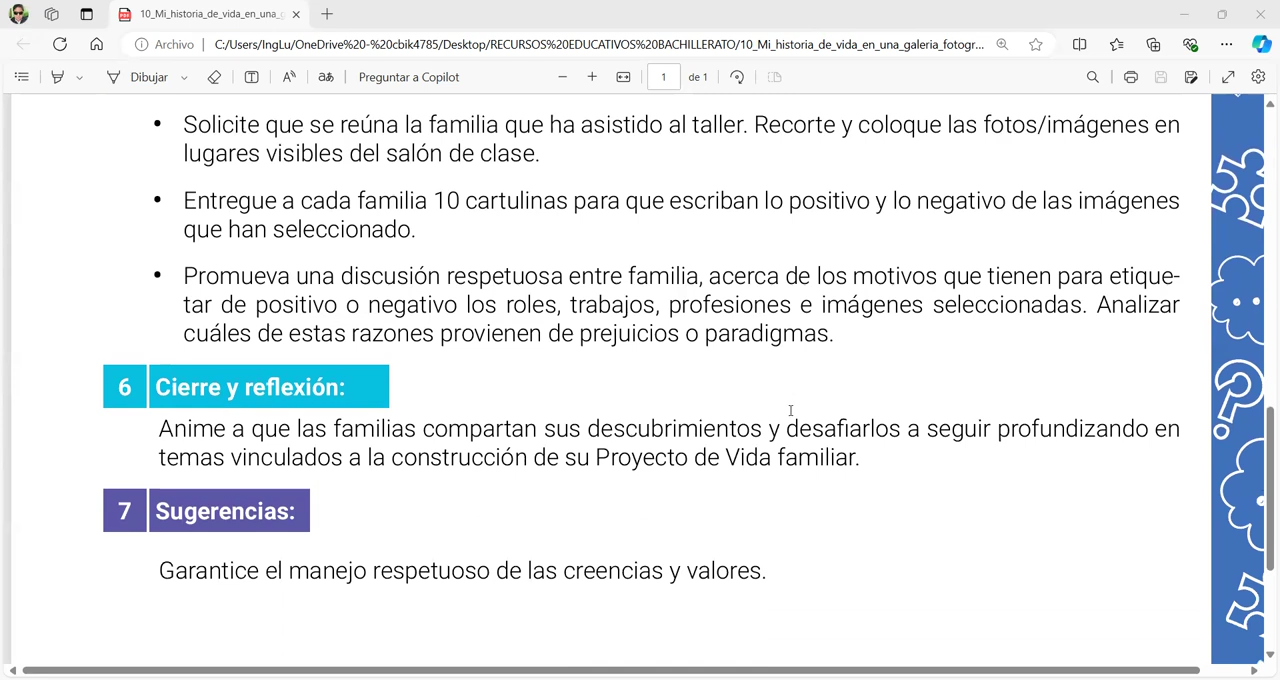 10_Mi_historia_de_vida_en_una_g
Archivo
C:/Users/IngLu/OneDrive%20-%20cbik4785/Desktop/RECURSOS%20EDUCATIVOS%20BACHILLERATO/10_Mi_historia_de_vida_en_una_galeria_fotogr...
Dibujar
Preguntar a Copilot
1 de 1
• Solicite que se reúna la familia que ha asistido al taller. Recorte y coloque las fotos/imágenes en
lugares visibles del salón de clase.
• Entregue a cada familia 10 cartulinas para que escriban lo positivo y lo negativo de las imágenes
que han seleccionado.
• Promueva una discusión respetuosa entre familia, acerca de los motivos que tienen para etique-
tar de positivo o negativo los roles, trabajos, profesiones e imágenes seleccionadas. Analizar
cuáles de estas razones provienen de prejuicios o paradigmas.
6 Cierre y reflexión:
Anime a que las familias compartan sus descubrimientos y desafiarlos a seguir profundizando en
temas vinculados a la construcción de su Proyecto de Vida familiar.
7 Sugerencias:
Garantice el manejo respetuoso de las creencias y valores.